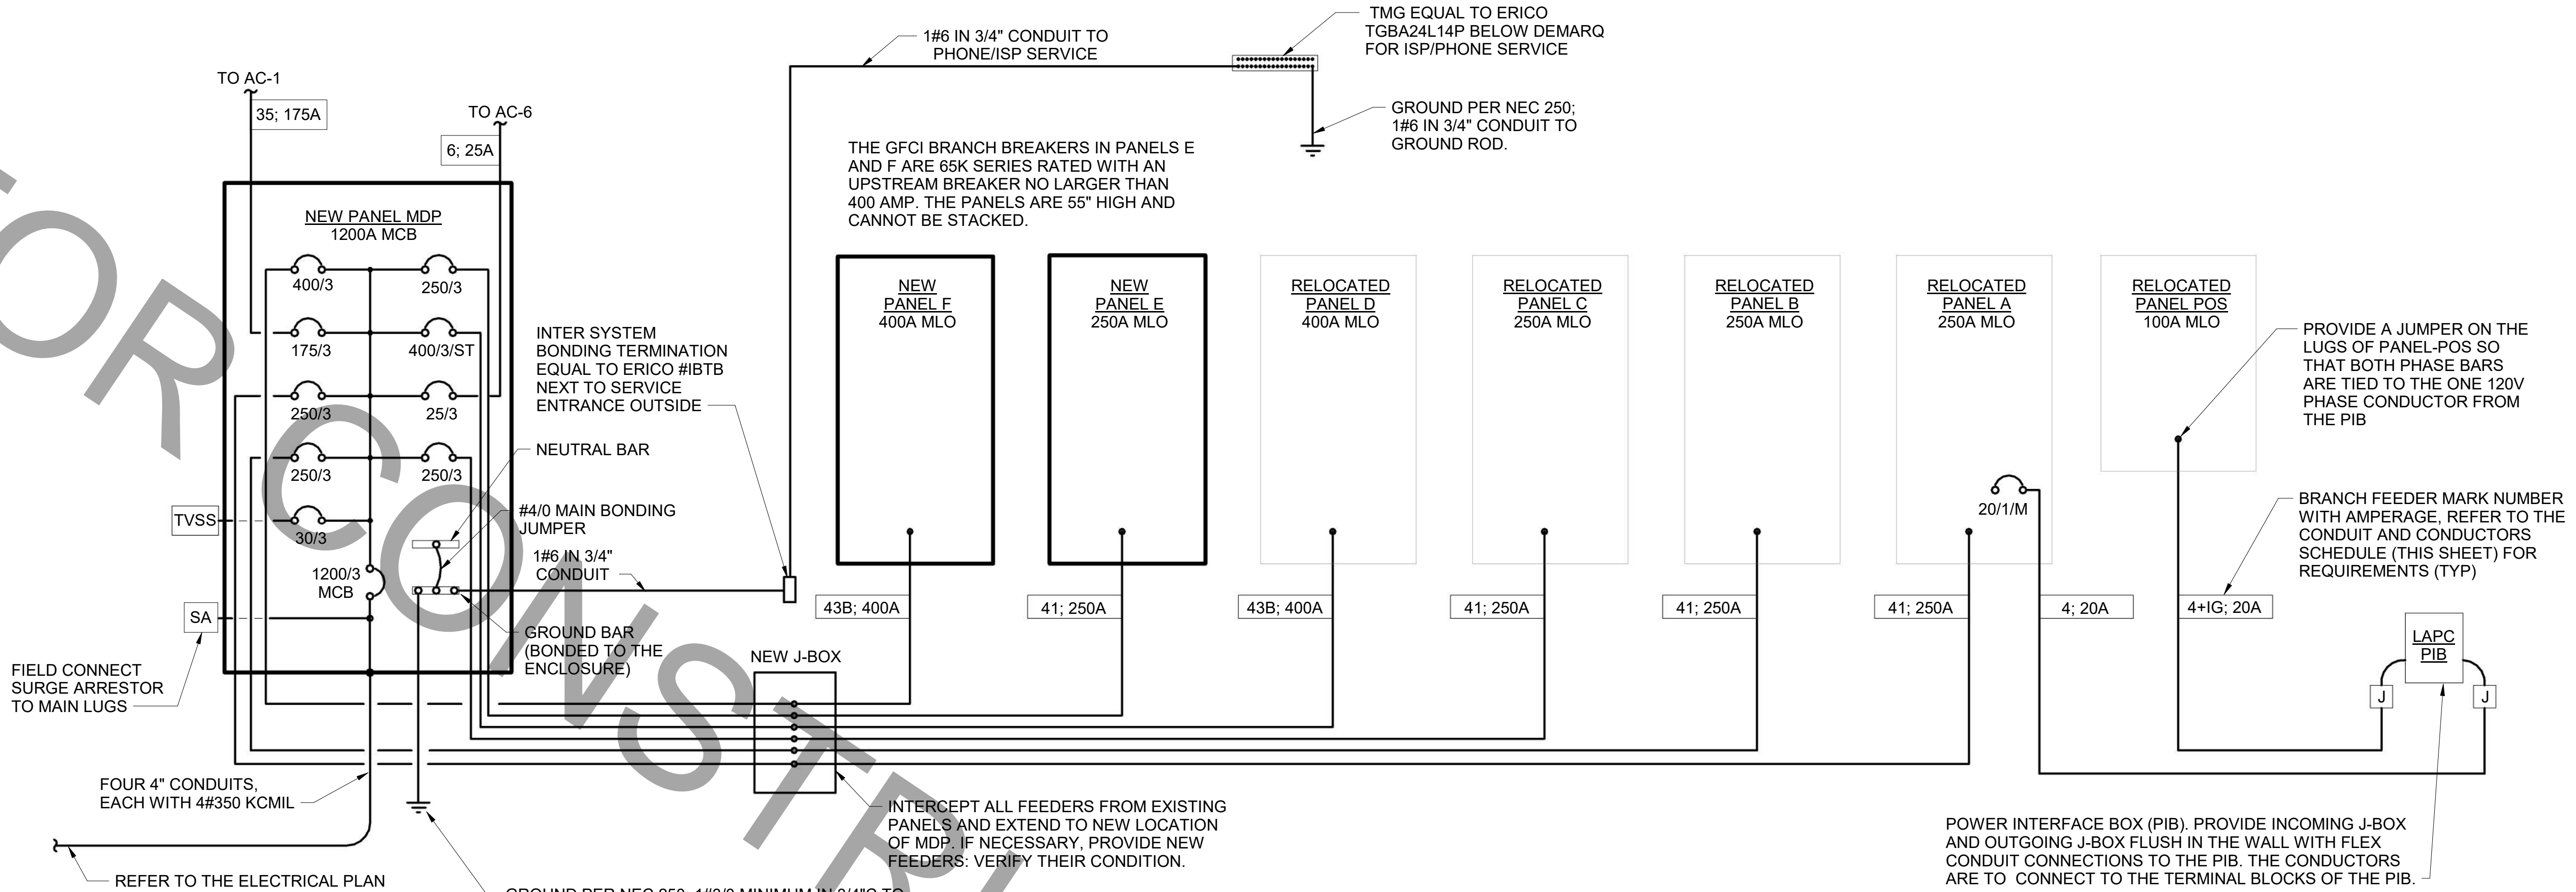 TO AC-1
35; 175A
TO AC-6
6; 25A
1#6 IN 3/4" CONDUIT TO
PHONE/ISP SERVICE
TMG EQUAL TO ERICO
TGBA24L14P BELOW DEMARQ
FOR ISP/PHONE SERVICE
GROUND PER NEC 250;
1#6 IN 3/4" CONDUIT TO
GROUND ROD.
THE GFCI BRANCH BREAKERS IN PANELS E
AND F ARE 65K SERIES RATED WITH AN
UPSTREAM BREAKER NO LARGER THAN
400 AMP. THE PANELS ARE 55" HIGH AND
CANNOT BE STACKED.
NEW PANEL MDP
1200A MCB
400/3
250/3
175/3
400/3/ST
250/3
25/3
250/3
250/3
30/3
1200/3
MCB
TVSS
SA
FIELD CONNECT
SURGE ARRESTOR
TO MAIN LUGS
INTER SYSTEM
BONDING TERMINATION
EQUAL TO ERICO #IBTB
NEXT TO SERVICE
ENTRANCE OUTSIDE
NEUTRAL BAR
#4/0 MAIN BONDING
JUMPER
1#6 IN 3/4"
CONDUIT
GROUND BAR
(BONDED TO THE
ENCLOSURE)
NEW J-BOX
NEW
PANEL F
400A MLO
NEW
PANEL E
250A MLO
RELOCATED
PANEL D
400A MLO
RELOCATED
PANEL C
250A MLO
RELOCATED
PANEL B
250A MLO
RELOCATED
PANEL A
250A MLO
20/1/M
RELOCATED
PANEL POS
100A MLO
PROVIDE A JUMPER ON THE
LUGS OF PANEL-POS SO
THAT BOTH PHASE BARS
ARE TIED TO THE ONE 120V
PHASE CONDUCTOR FROM
THE PIB
BRANCH FEEDER MARK NUMBER
WITH AMPERAGE, REFER TO THE
CONDUIT AND CONDUCTORS
SCHEDULE (THIS SHEET) FOR
REQUIREMENTS (TYP)
43B; 400A
41; 250A
43B; 400A
41; 250A
41; 250A
41; 250A
4; 20A
4+IG; 20A
LAPC
PIB
J
J
FOUR 4" CONDUITS,
EACH WITH 4#350 KCMIL
INTERCEPT ALL FEEDERS FROM EXISTING
PANELS AND EXTEND TO NEW LOCATION
OF MDP. IF NECESSARY, PROVIDE NEW
FEEDERS: VERIFY THEIR CONDITION.
POWER INTERFACE BOX (PIB). PROVIDE INCOMING J-BOX
AND OUTGOING J-BOX FLUSH IN THE WALL WITH FLEX
CONDUIT CONNECTIONS TO THE PIB. THE CONDUCTORS
ARE TO CONNECT TO THE TERMINAL BLOCKS OF THE PIB.
REFER TO THE ELECTRICAL PLAN
GROUND PER NEC 250; 1#3/0 MINIMUM IN 3/4"C TO
OR CONSTR